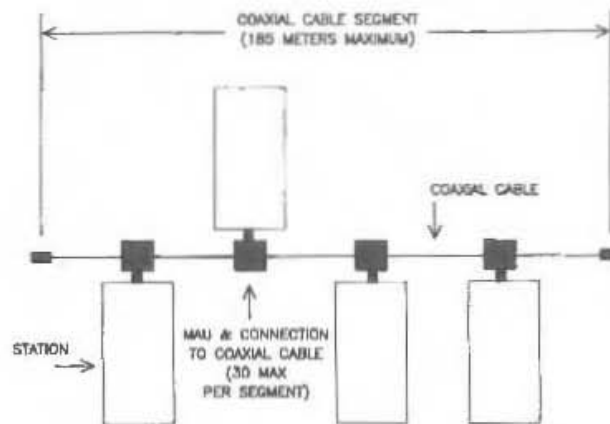 COAXIAL CABLE SEGMENT
(185 METERS MAXIMUM)
COAXIAL CABLE
MAU & CONNECTION
TO COAXIAL CABLE
(30 MAX
PER SEGMENT)
STATION